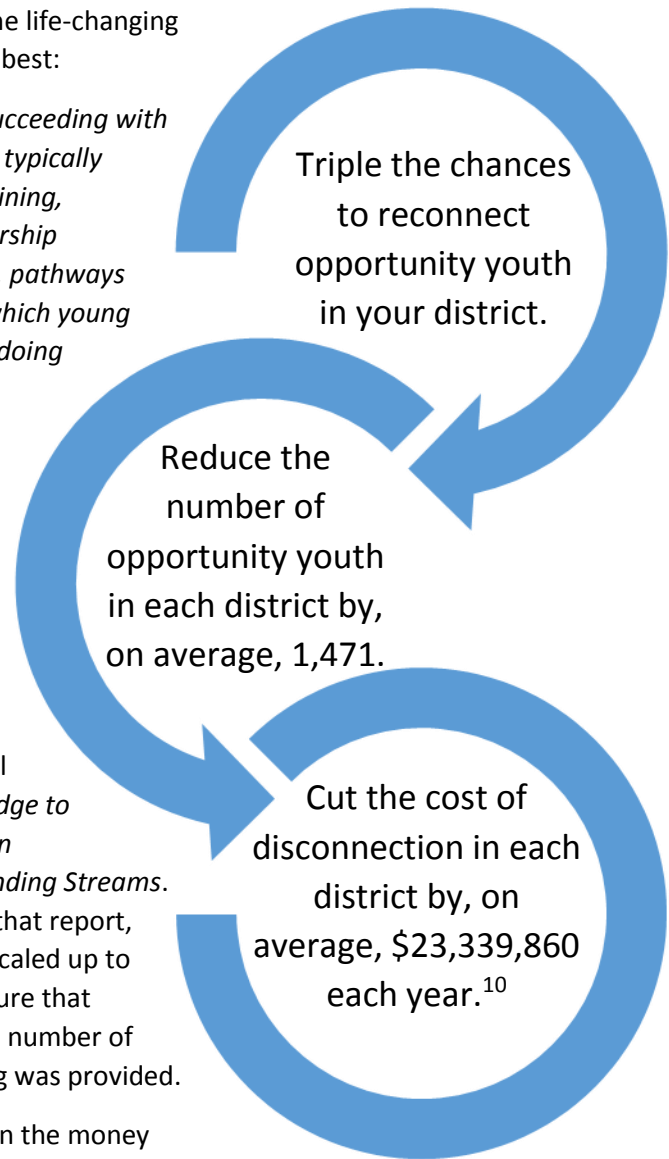 life-changing
best:
ucceeding with
typically
ining,
ership
pathways
which young
doing
Triple the chances
to reconnect
opportunity youth
in your district.
Reduce the
number of
opportunity youth
in each district by,
on average, 1,471.
dge to
nding Streams.
that report,
caled up to
ure that
number of
g was provided.
n the money
Cut the cost of
disconnection in each
district by, on
average, $23,339,860
each year.10